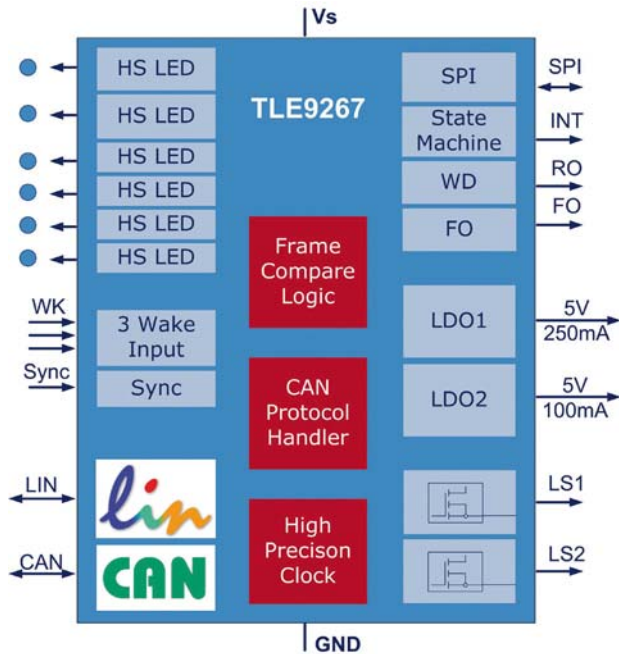 Vs
HS LED
HS LED
HS LED
HS LED
HS LED
HS LED
WK
3 Wake
Input
Sync
Sync
LIN
lin
CAN
CAN
TLE9267
Frame
Compare
Logic
CAN
Protocol
Handler
High
Precison
Clock
SPI
SPI
State
Machine
INT
WD
RO
FO
FO
LDO1
5V
250mA
LDO2
5V
100mA
LS1
LS2
GND